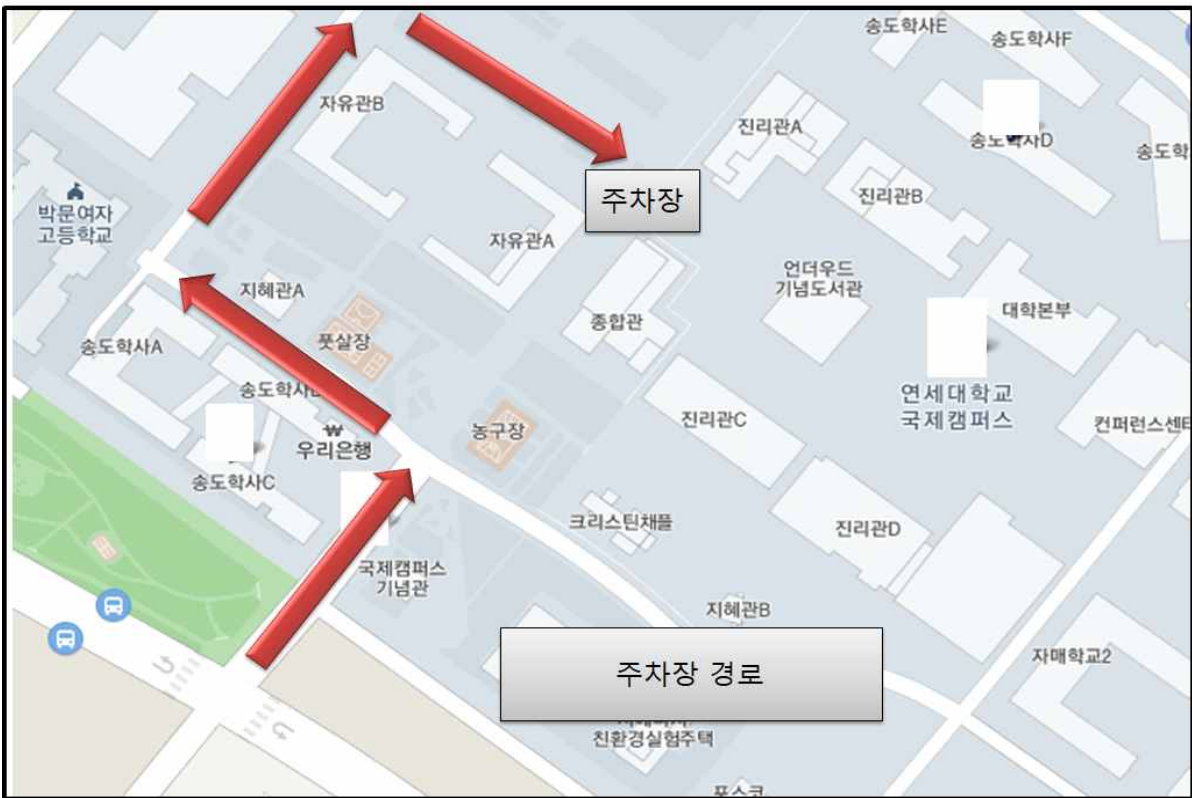 송도학사E
송도학사F
자유관B
진리관A
송도학사D
송도학
박문여자
고등학교
주차장
진리관B
자유관A
언더우드
기념도서관
지혜관A
대학본부
종합관
풋살장
송도학사A
송도학사
연세대학교
국제캠퍼스
우리은행
농구장
진리관C
컨퍼런스센터
송도학사C
크리스틴채플
진리관D
국제캠퍼스
기념관
지혜관B
주차장 경로
자매학교2
친환경실험주택
포스코